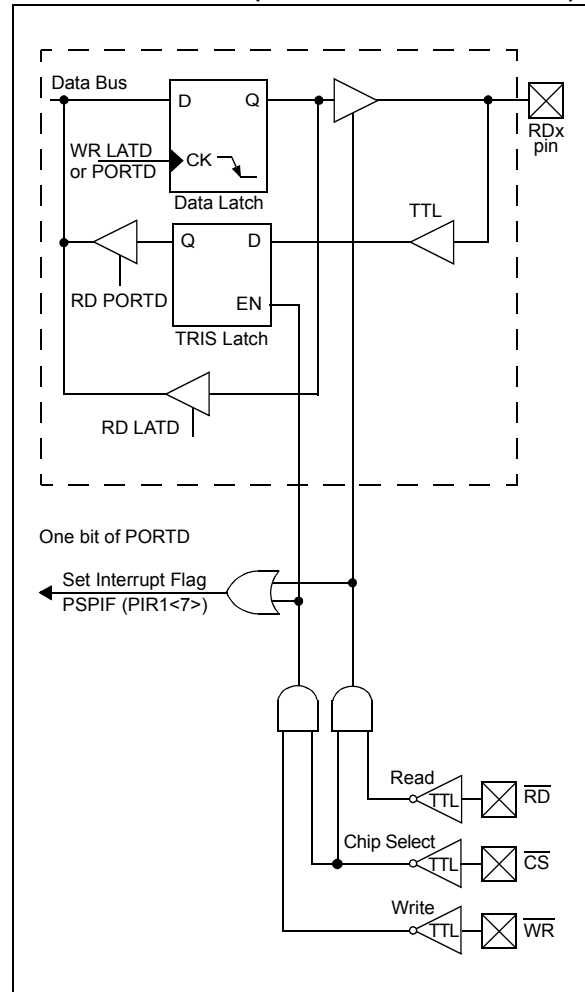 Data Bus
D Q
RDx
pin
WR LATD
or PORTD
CK
Data Latch
TTL
Q D
RD PORTD
EN
TRIS Latch
RD LATD
One bit of PORTD
Set Interrupt Flag
PSPIF (PIR1<7>)
Read
TTL
RD
Chip Select
TTL
CS
Write
TTL
WR